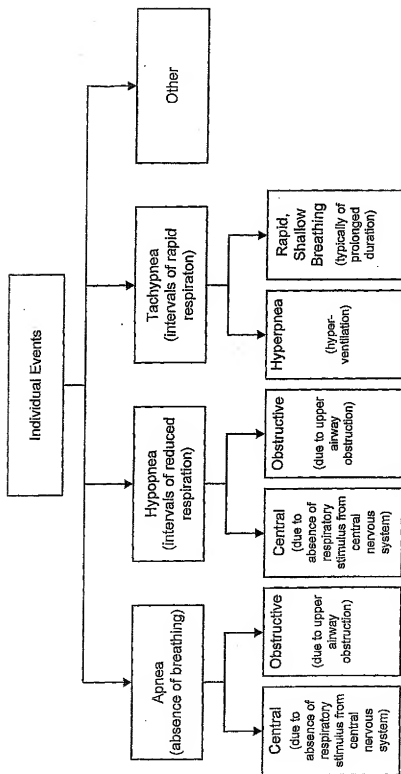 Individual Events
Apnea
(absence of breathing)
Hypopnea
(intervals of reduced
respiration)
Tachypnea
(intervals of rapid
respiraton)
Other
Central
(due to
absence of
respiratory
stimulus from
central
nervous
system)
Obstructive
(due to upper
airway
obstruction)
Central
(due to
absence of
respiratory
stimulus from
central
nervous
system)
Obstructive
(due to upper
airway
obstruction)
Hyperpnea
(hyper-
ventilation)
Rapid,
Shallow
Breathing
(typically of
prolonged
duration)